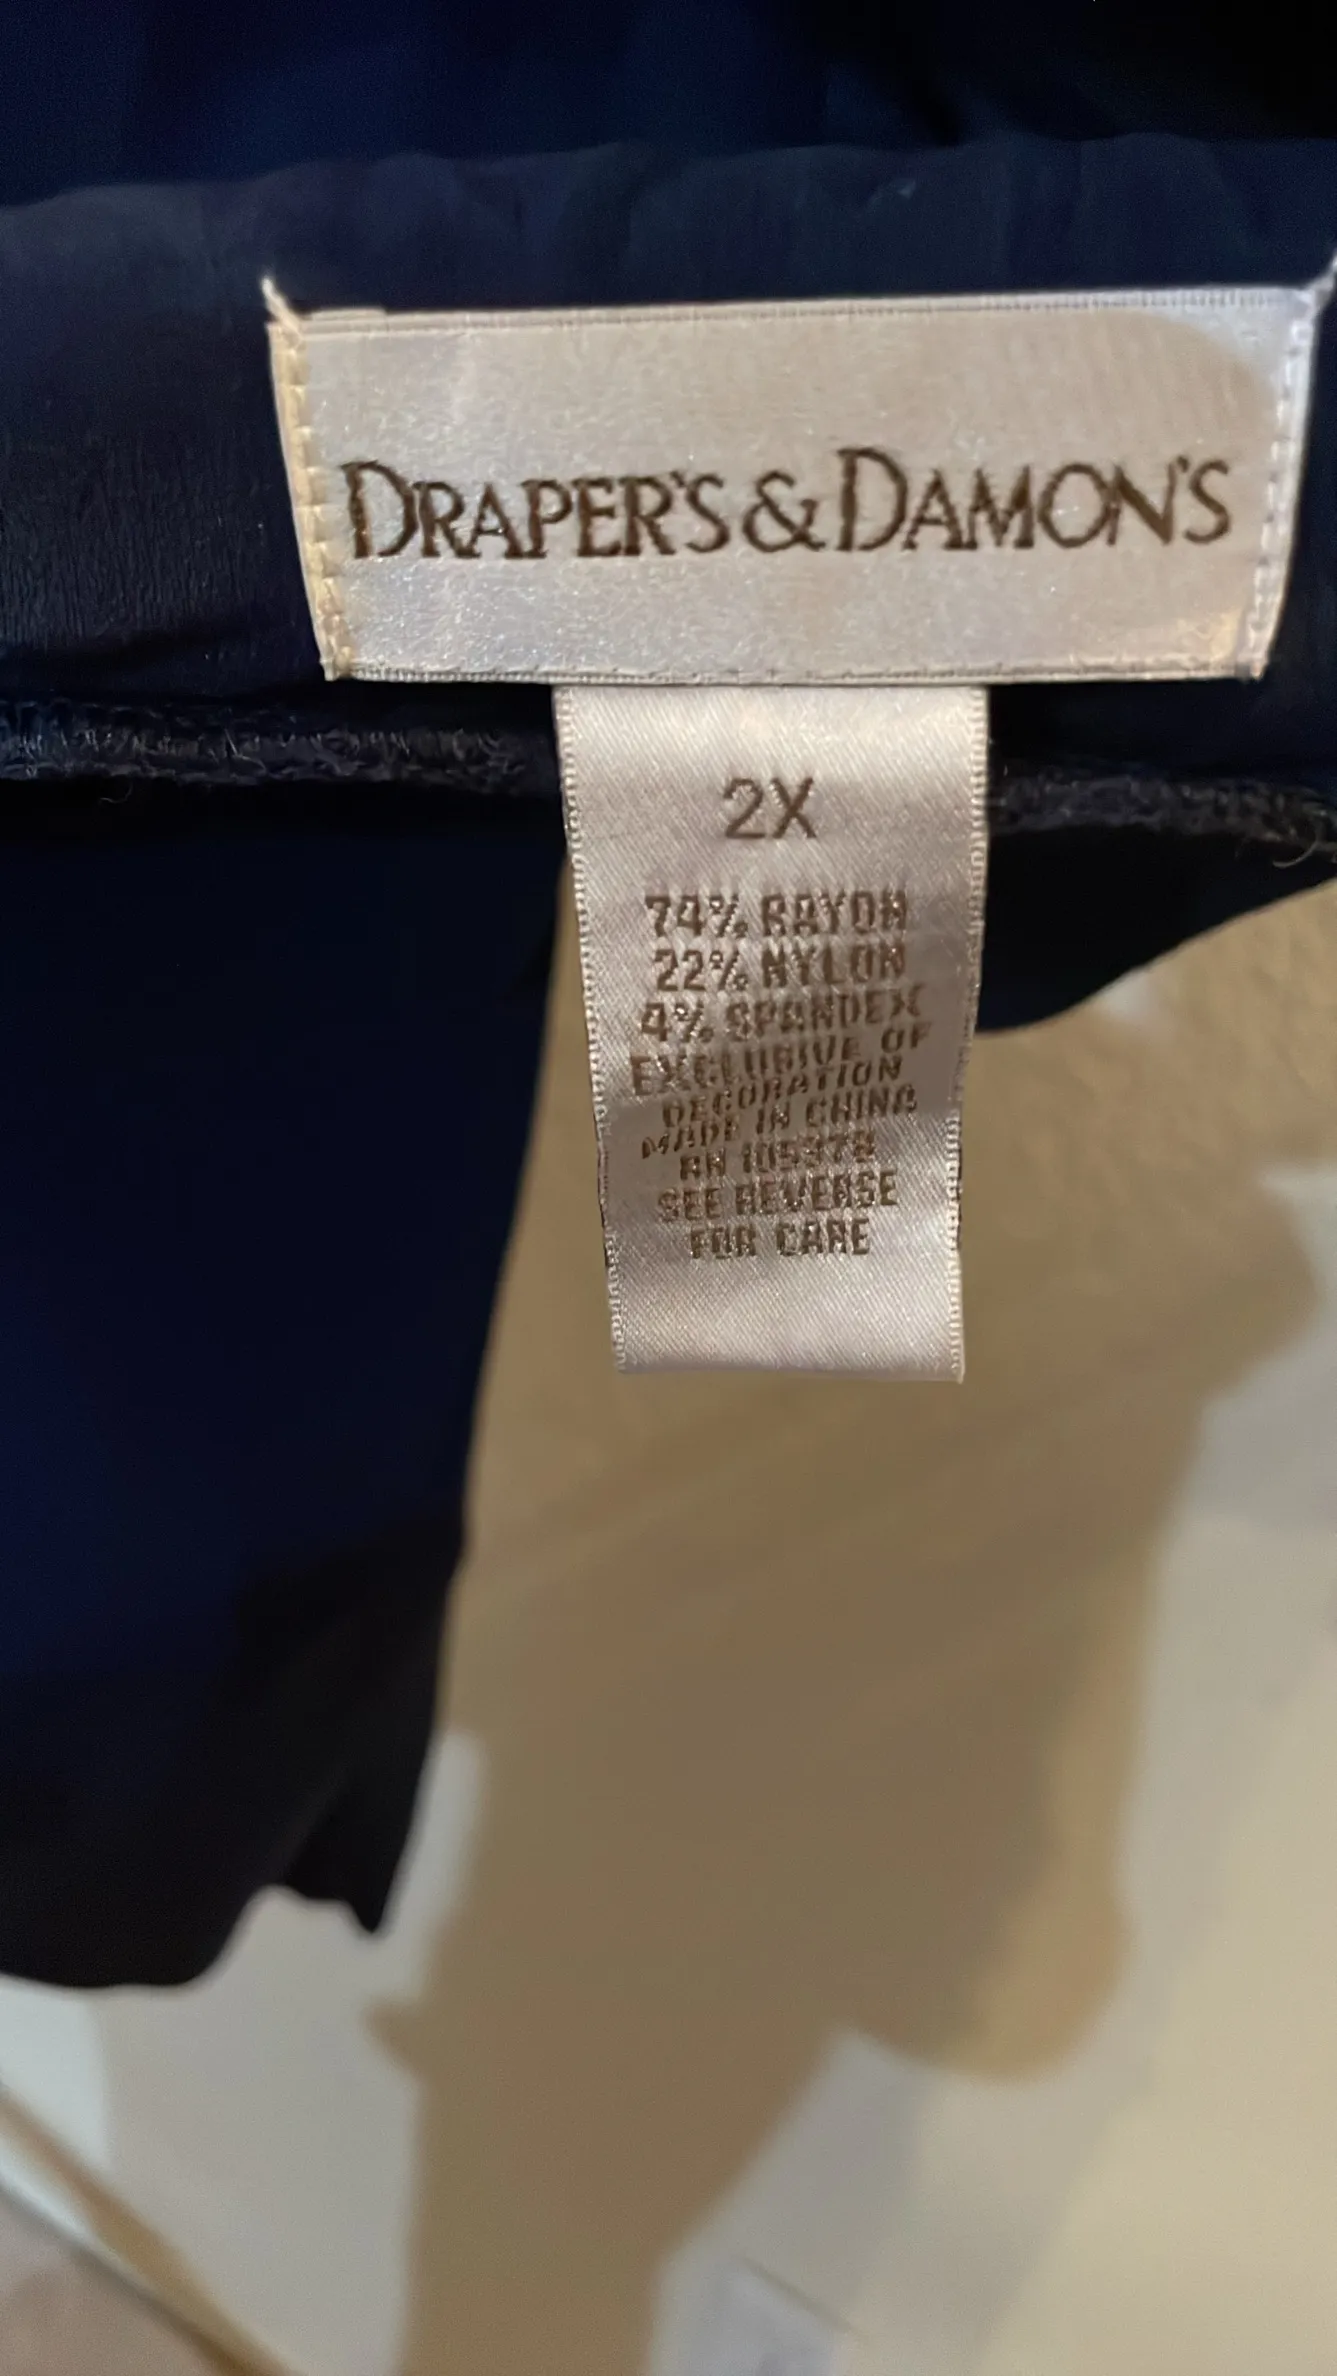 DRAPER'S & DAMON'S
2X
74% RAYON
22% NYLON
4% SPANDEX
EXCLUSIVE OF
DECORATION
MADE IN CHINA
RN 105378
SEE REVERSE
FOR CARE